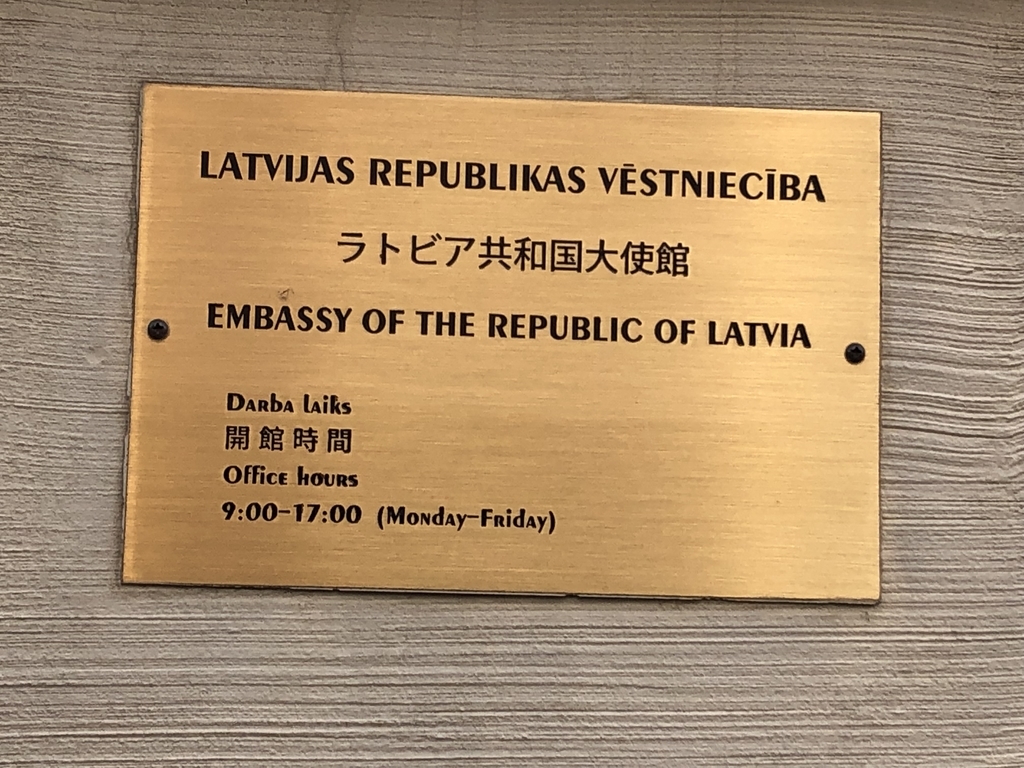 LATVIJAS REPUBLIKAS VĒSTNIECĪBA
ラトビア共和国大使館
EMBASSY OF THE REPUBLIC OF LATVIA
Darba laiks
開館時間
Office hours
9:00-17:00 (Monday-Friday)